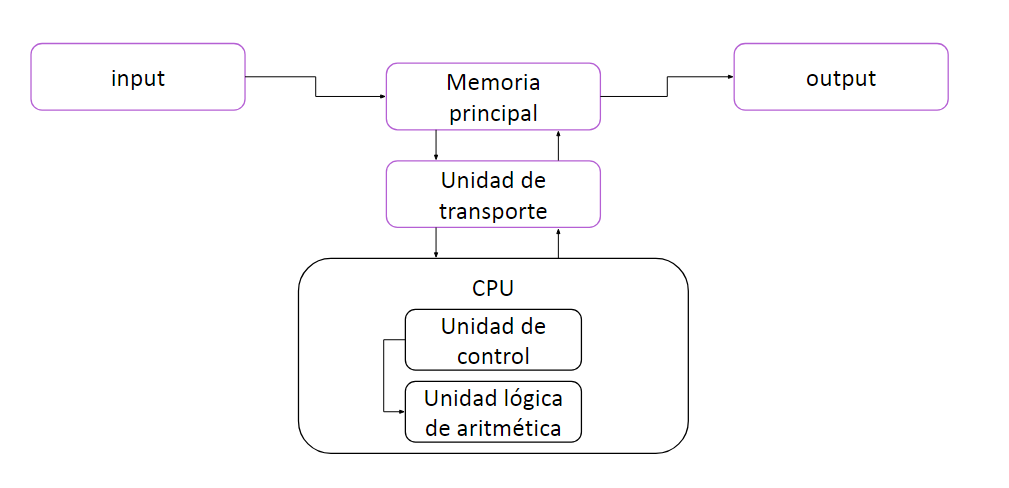 input
Memoria
principal
output
Unidad de
transporte
CPU
Unidad de
control
Unidad lógica
de aritmética